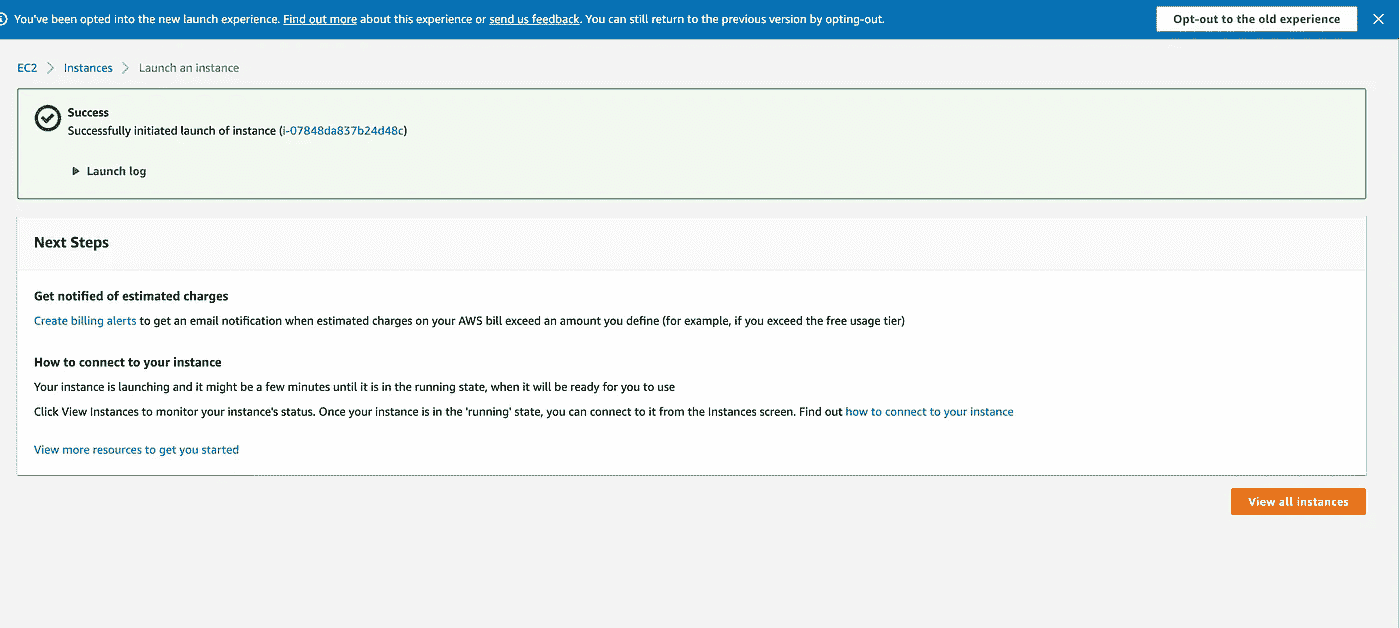 You've been opted into the new launch experience. Find out more about this experience or send us feedback. You can still return to the previous version by opting-out.
Opt-out to the old experience
EC2 > Instances > Launch an instance
Success
Successfully initiated launch of instance (i-07848da837b24d48c)
Launch log
Next Steps
Get notified of estimated charges
Create billing alerts to get an email notification when estimated charges on your AWS bill exceed an amount you define (for example, if you exceed the free usage tier)
How to connect to your instance
Your instance is launching and it might be a few minutes until it is in the running state, when it will be ready for you to use
Click View Instances to monitor your instance's status. Once your instance is in the 'running' state, you can connect to it from the Instances screen. Find out how to connect to your instance
View more resources to get you started
View all instances